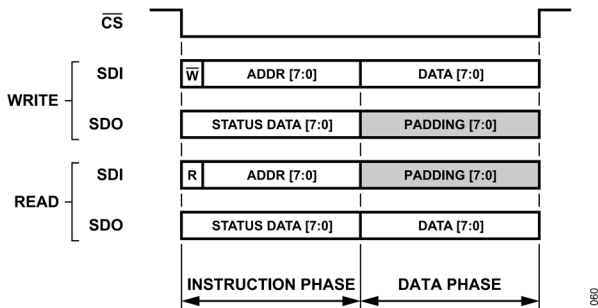 CS
SDI W ADDR [7:0] DATA [7:0]
WRITE
SDO STATUS DATA [7:0] PADDING [7:0]
SDI R ADDR [7:0] PADDING [7:0]
READ
SDO STATUS DATA [7:0] DATA [7:0]
INSTRUCTION PHASE DATA PHASE
060